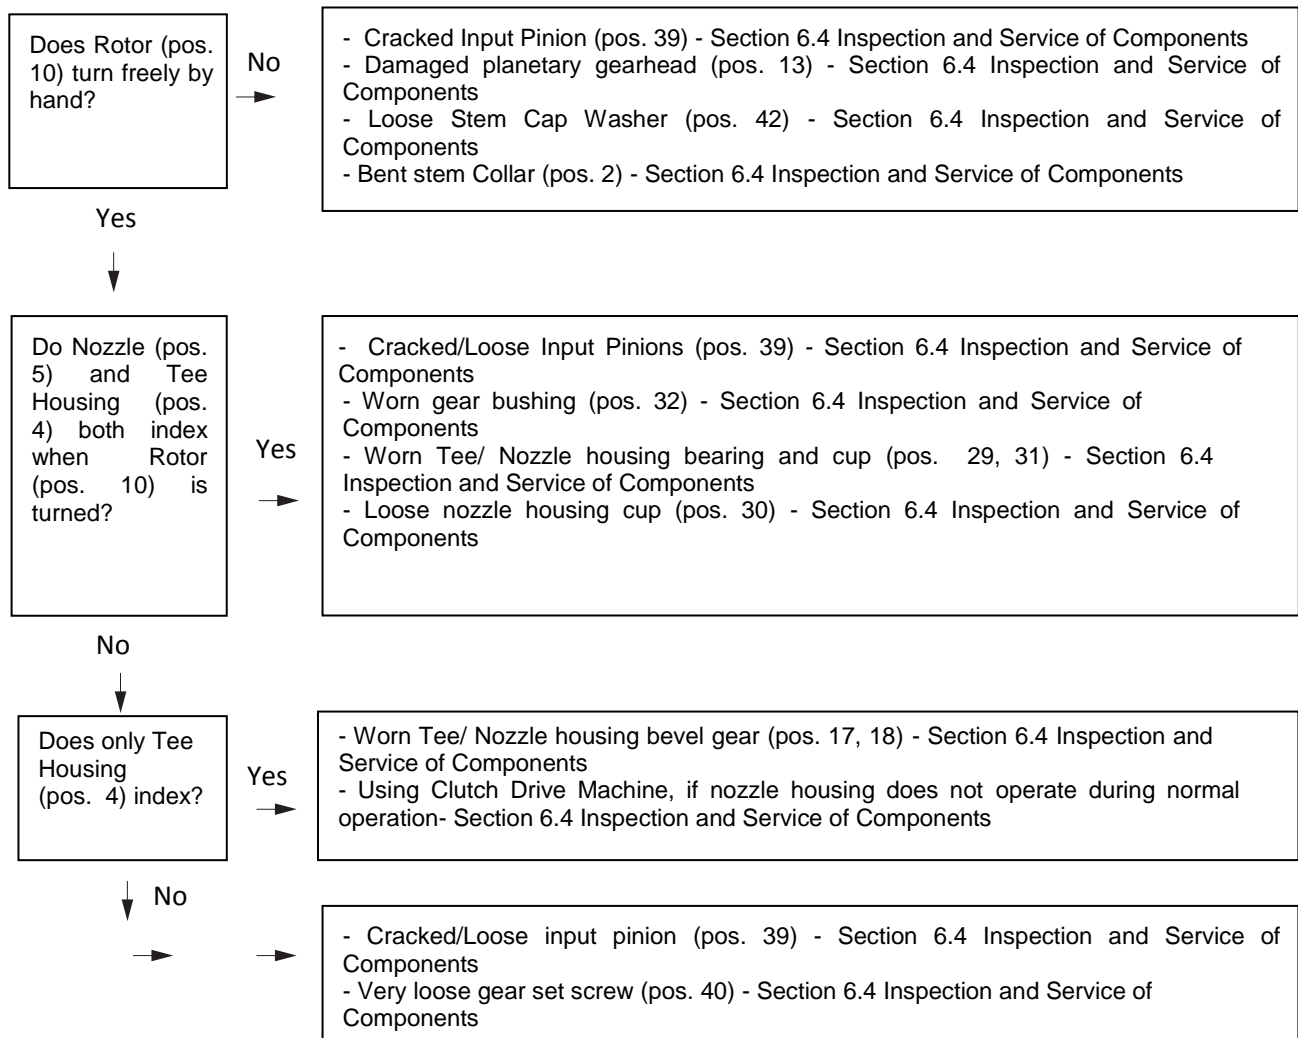 Does Rotor (pos.
10) turn freely by
hand?
No
- Cracked Input Pinion (pos. 39) - Section 6.4 Inspection and Service of Components
- Damaged planetary gearhead (pos. 13) - Section 6.4 Inspection and Service of
Components
- Loose Stem Cap Washer (pos. 42) - Section 6.4 Inspection and Service of
Components
- Bent stem Collar (pos. 2) - Section 6.4 Inspection and Service of Components
Yes
Do Nozzle (pos.
5) and Tee
Housing (pos.
4) both index
when Rotor
(pos. 10) is
turned?
Yes
- Cracked/Loose Input Pinions (pos. 39) - Section 6.4 Inspection and Service of
Components
- Worn gear bushing (pos. 32) - Section 6.4 Inspection and Service of
Components
- Worn Tee/ Nozzle housing bearing and cup (pos. 29, 31) - Section 6.4
Inspection and Service of Components
- Loose nozzle housing cup (pos. 30) - Section 6.4 Inspection and Service of
Components
No
Does only Tee
Housing
(pos. 4) index?
Yes
- Worn Tee/ Nozzle housing bevel gear (pos. 17, 18) - Section 6.4 Inspection and
Service of Components
- Using Clutch Drive Machine, if nozzle housing does not operate during normal
operation- Section 6.4 Inspection and Service of Components
No
- Cracked/Loose input pinion (pos. 39) - Section 6.4 Inspection and Service of
Components
- Very loose gear set screw (pos. 40) - Section 6.4 Inspection and Service of
Components